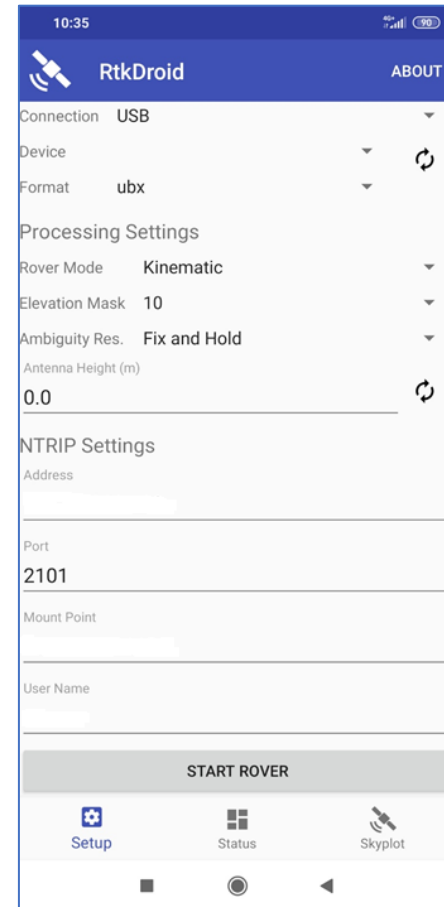 10:35 4G+ 90
RtkDroid ABOUT
Connection USB
Device
Format ubx
Processing Settings
Rover Mode Kinematic
Elevation Mask 10
Ambiguity Res. Fix and Hold
Antenna Height (m)
0.0
NTRIP Settings
Address
Port
2101
Mount Point
User Name
START ROVER
Setup Status Skyplot